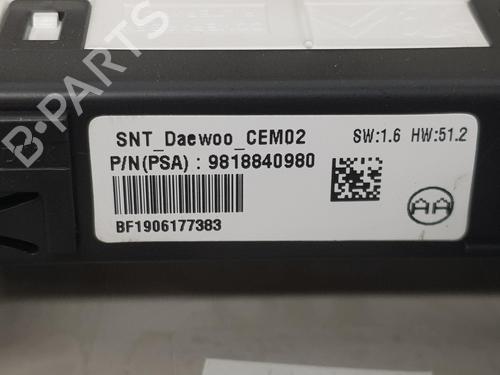 SNT_Daewoo_CEM02 SW:1.6 HW:51.2
P/N(PSA) : 9818840980
AA
BF1906177383
B-PARTS